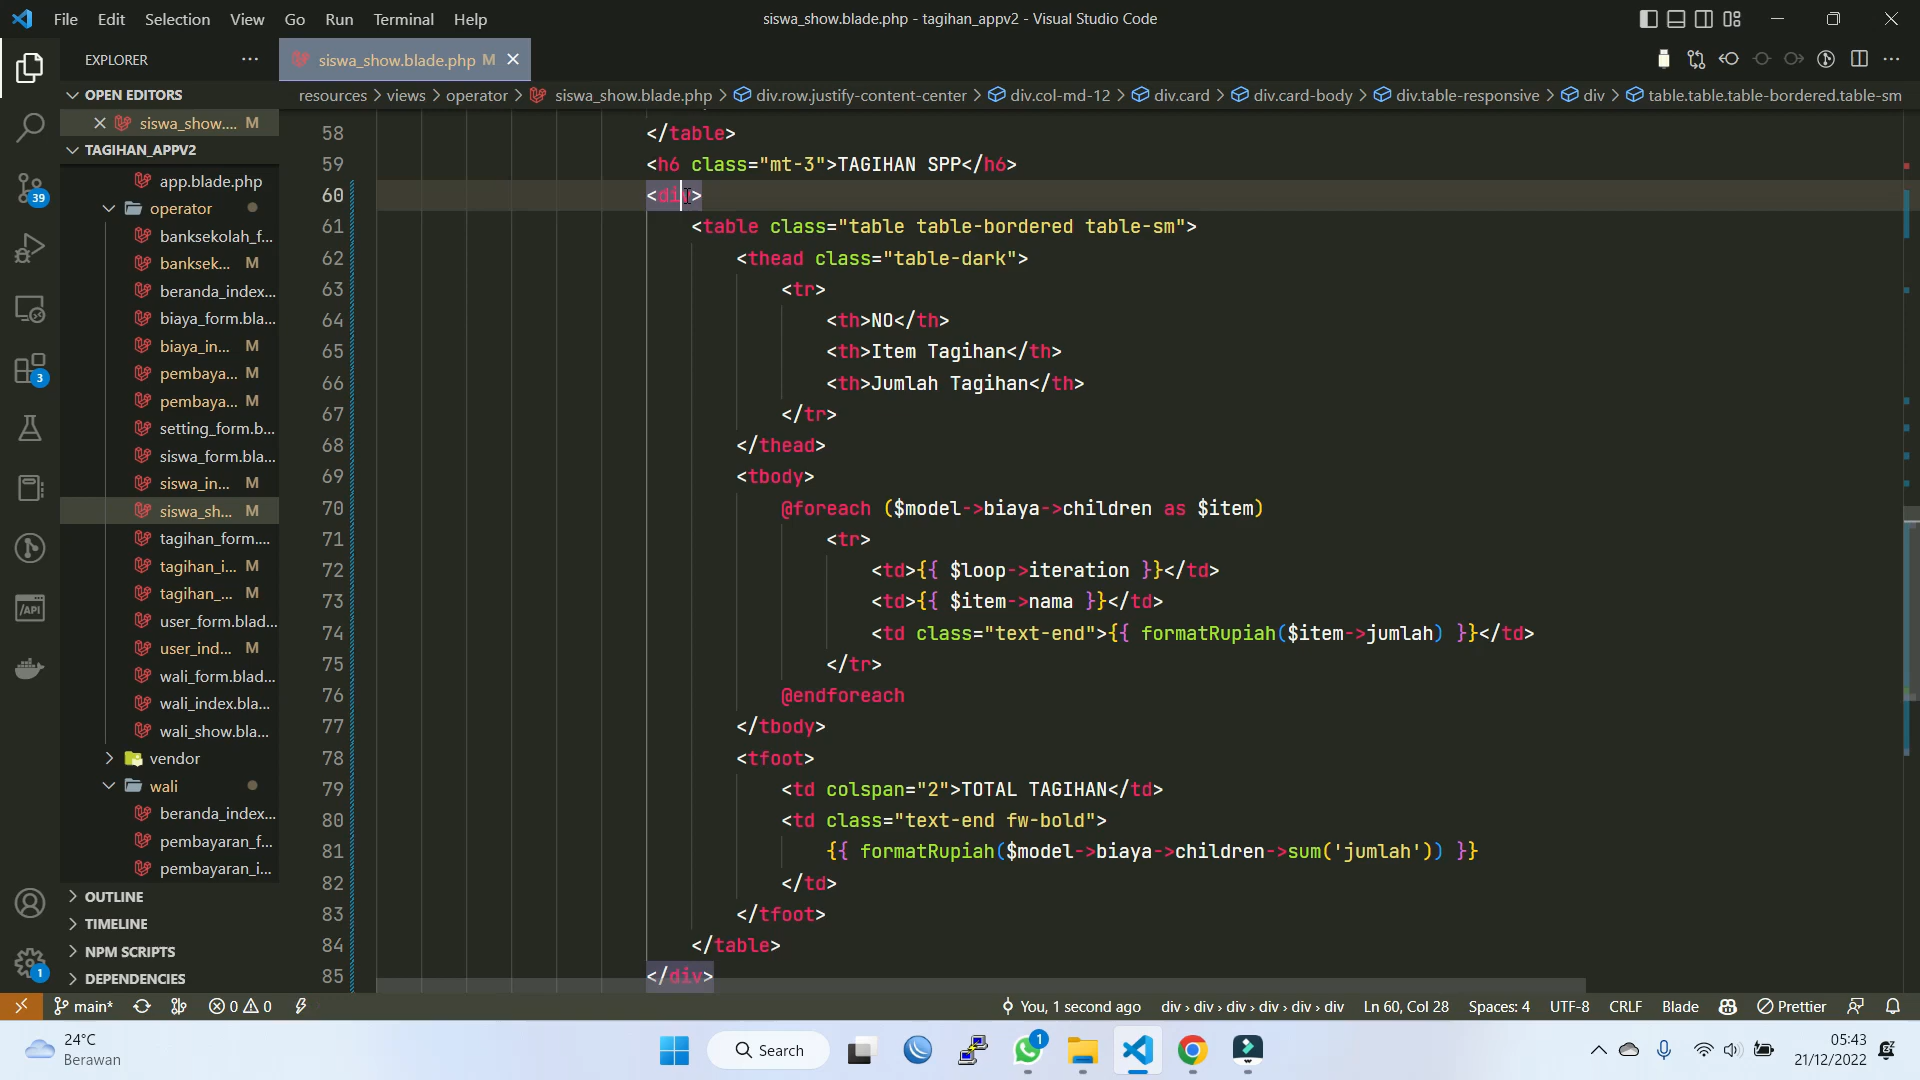 File Edit Selection View Go Run Terminal Help
siswa_show.blade.php - tagihan_appv2 - Visual Studio Code
EXPLORER ...
siswa_show.blade.php M
OPEN EDITORS
siswa_show.... M
TAGIHAN_APPV2
app.blade.php
operator
banksekolah_f...
banksek... M
beranda_index...
biaya_form.bla...
biaya_in... M
pembaya... M
pembaya... M
setting_form.b...
siswa_form.bla...
siswa_in... M
siswa_sh... M
tagihan_form....
tagihan_i... M
tagihan_... M
user_form.blad...
user_ind... M
wali_form.blad...
wali_index.bla...
wali_show.bla...
vendor
wali
beranda_index...
pembayaran_f...
pembayaran_i...
OUTLINE
TIMELINE
NPM SCRIPTS
DEPENDENCIES
39
3
/API
1
resources > views > operator > siswa_show.blade.php > div.row.justify-content-center > div.col-md-12 > div.card > div.card-body > div.table-responsive > div > table.table.table-bordered.table-sm
58 </table>
59 <h6 class="mt-3">TAGIHAN SPP</h6>
60 <div>
61 <table class="table table-bordered table-sm">
62 <thead class="table-dark">
63 <tr>
64 <th>NO</th>
65 <th>Item Tagihan</th>
66 <th>Jumlah Tagihan</th>
67 </tr>
68 </thead>
69 <tbody>
70 @foreach ($model->biaya->children as $item)
71 <tr>
72 <td>{{ $loop->iteration }}</td>
73 <td>{{ $item->nama }}</td>
74 <td class="text-end">{{ formatRupiah($item->jumlah) }}</td>
75 </tr>
76 @endforeach
77 </tbody>
78 <tfoot>
79 <td colspan="2">TOTAL TAGIHAN</td>
80 <td class="text-end fw-bold">
81 {{ formatRupiah($model->biaya->children->sum('jumlah')) }}
82 </td>
83 </tfoot>
84 </table>
85 </div>
main* 0 0 You, 1 second ago div > div > div > div > div > div Ln 60, Col 28 Spaces: 4 UTF-8 CRLF Blade Prettier
24°C
Berawan
Search
1
05:43
21/12/2022